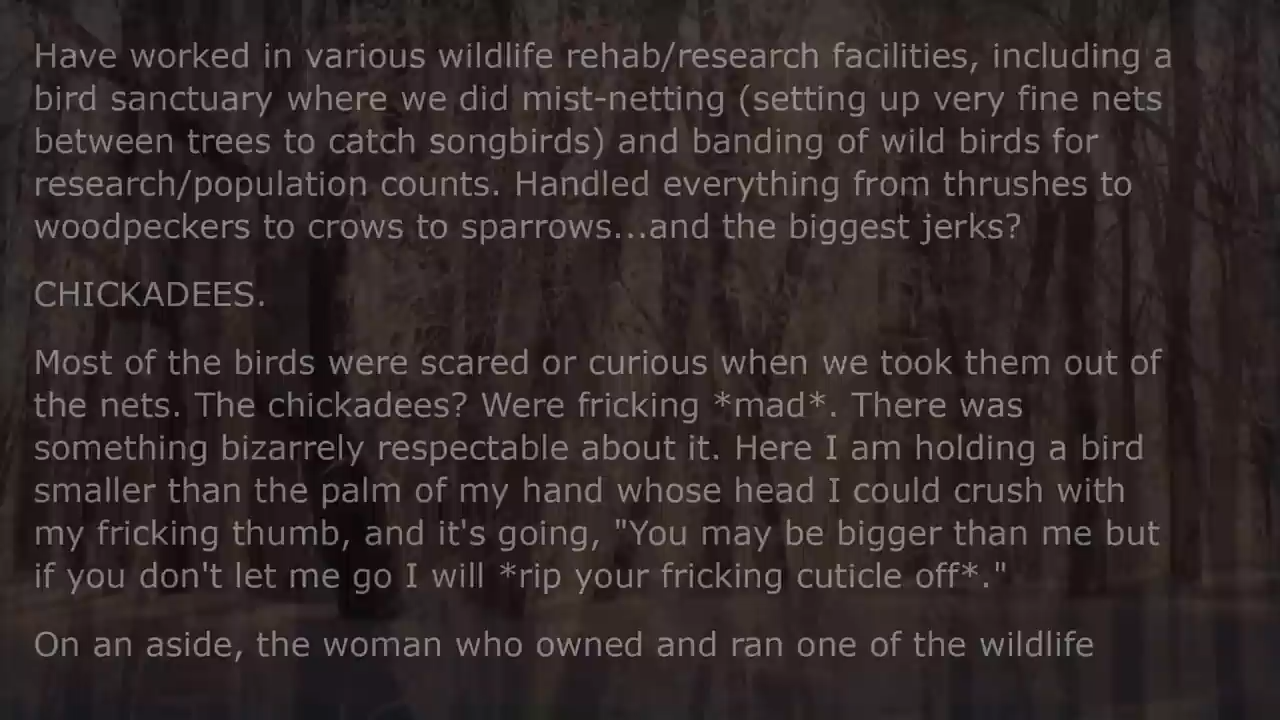 Have worked in various wildlife rehab/research facilities, including a
bird sanctuary where we did mist-netting (setting up very fine nets
between trees to catch songbirds) and banding of wild birds for
research/population counts. Handled everything from thrushes to
woodpeckers to crows to sparrows...and the biggest jerks?
CHICKADEES.
Most of the birds were scared or curious when we took them out of
the nets. The chickadees? Were fricking *mad*. There was
something bizarrely respectable about it. Here I am holding a bird
smaller than the palm of my hand whose head I could crush with
my fricking thumb, and it's going, "You may be bigger than me but
if you don't let me go I will *rip your fricking cuticle off*."
On an aside, the woman who owned and ran one of the wildlife